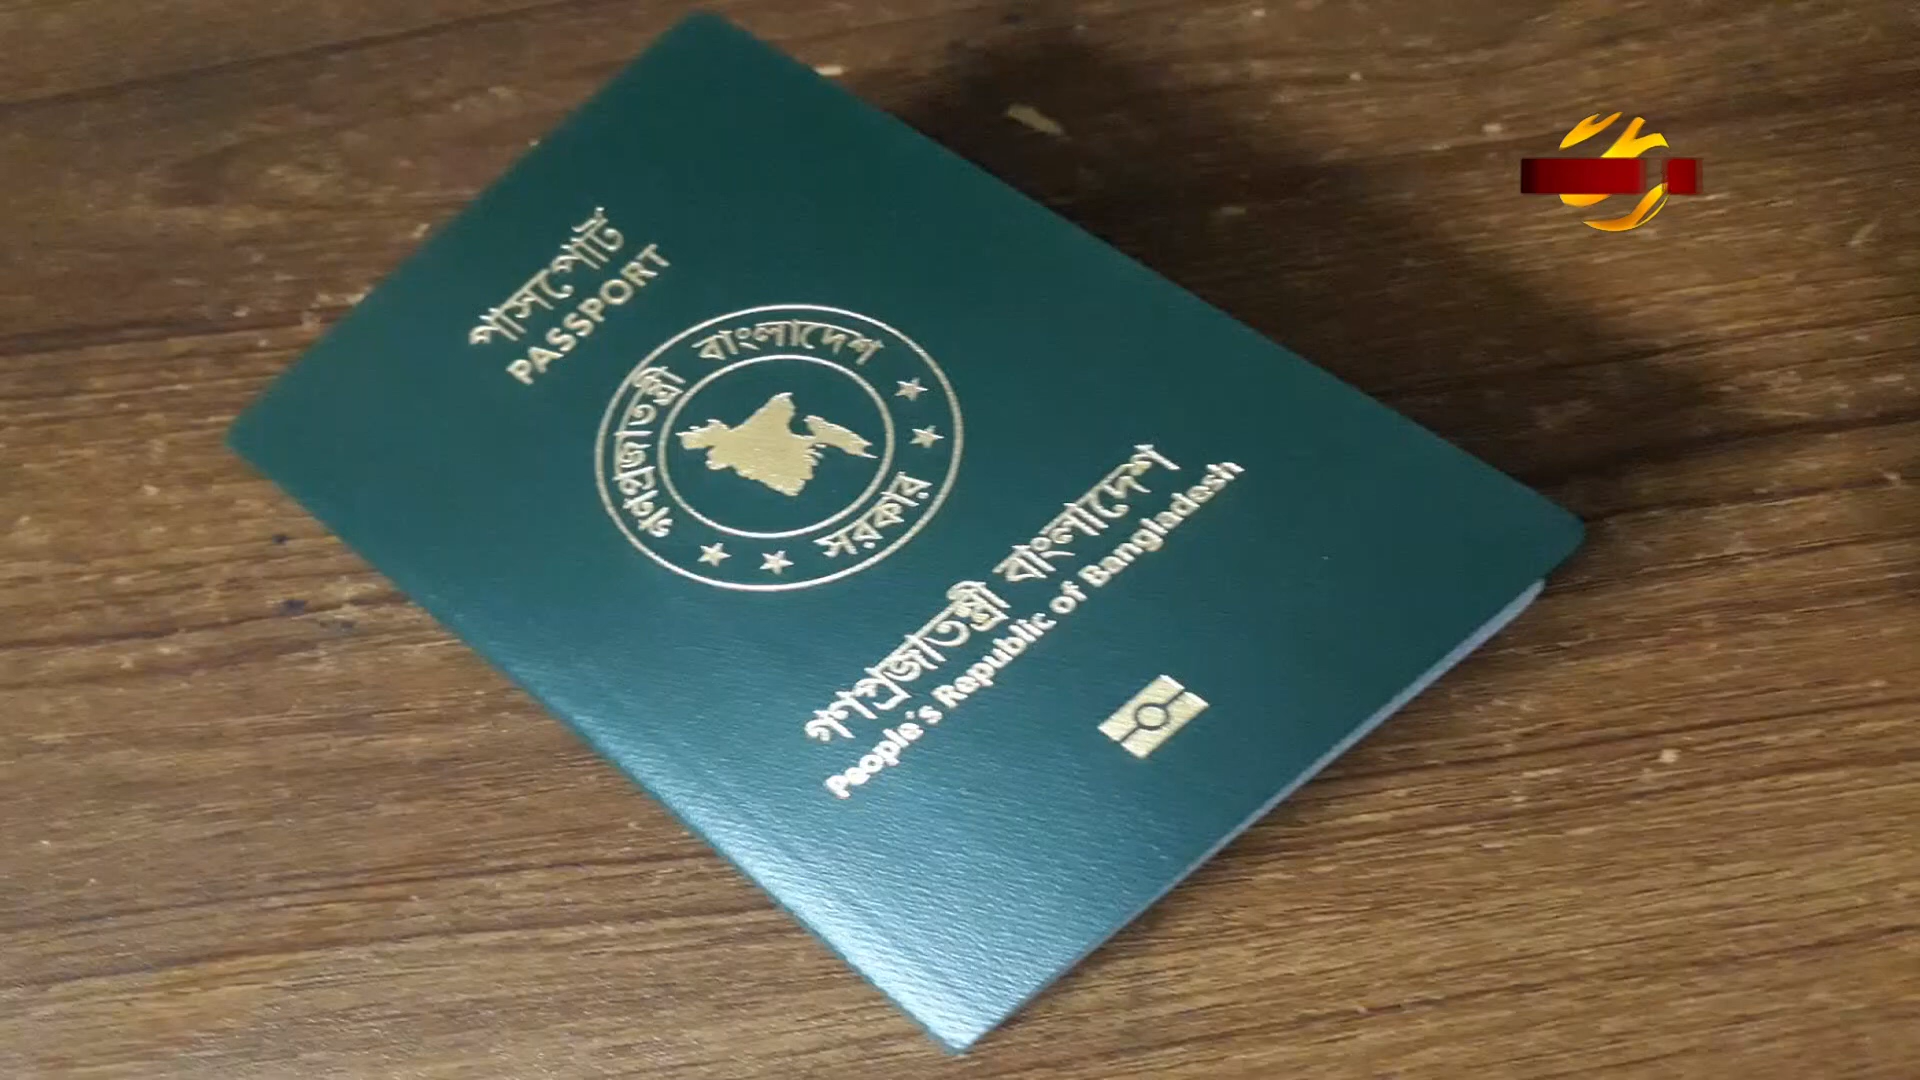 পাসপোর্ট
PASSPORT
গণপ্রজাতন্ত্রী বাংলাদেশ
সরকার
গণপ্রজাতন্ত্রী বাংলাদেশ
People's Republic of Bangladesh